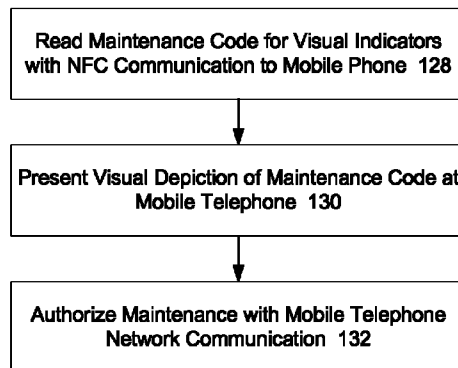 Read Maintenance Code for Visual Indicators
with NFC Communication to Mobile Phone 128
Present Visual Depiction of Maintenance Code at
Mobile Telephone 130
Authorize Maintenance with Mobile Telephone
Network Communication 132